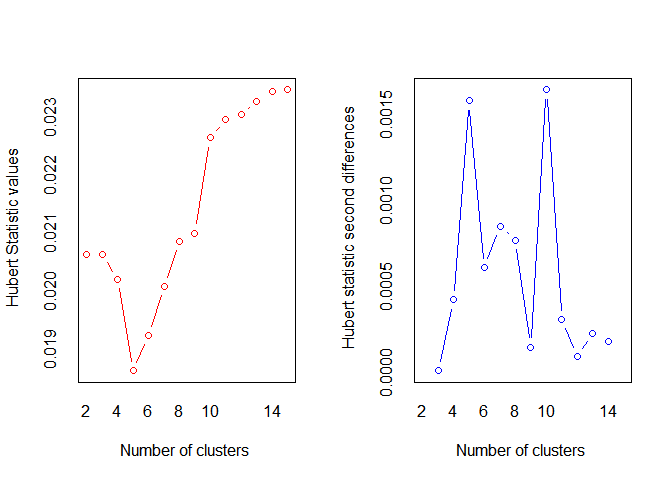 Hubert Statistic values
0.023
0.022
0.021
0.020
0.019
2 4 6 8 10 14
Number of clusters
Hubert statistic second differences
0.0015
0.0010
0.0005
0.0000
2 4 6 8 10 14
Number of clusters